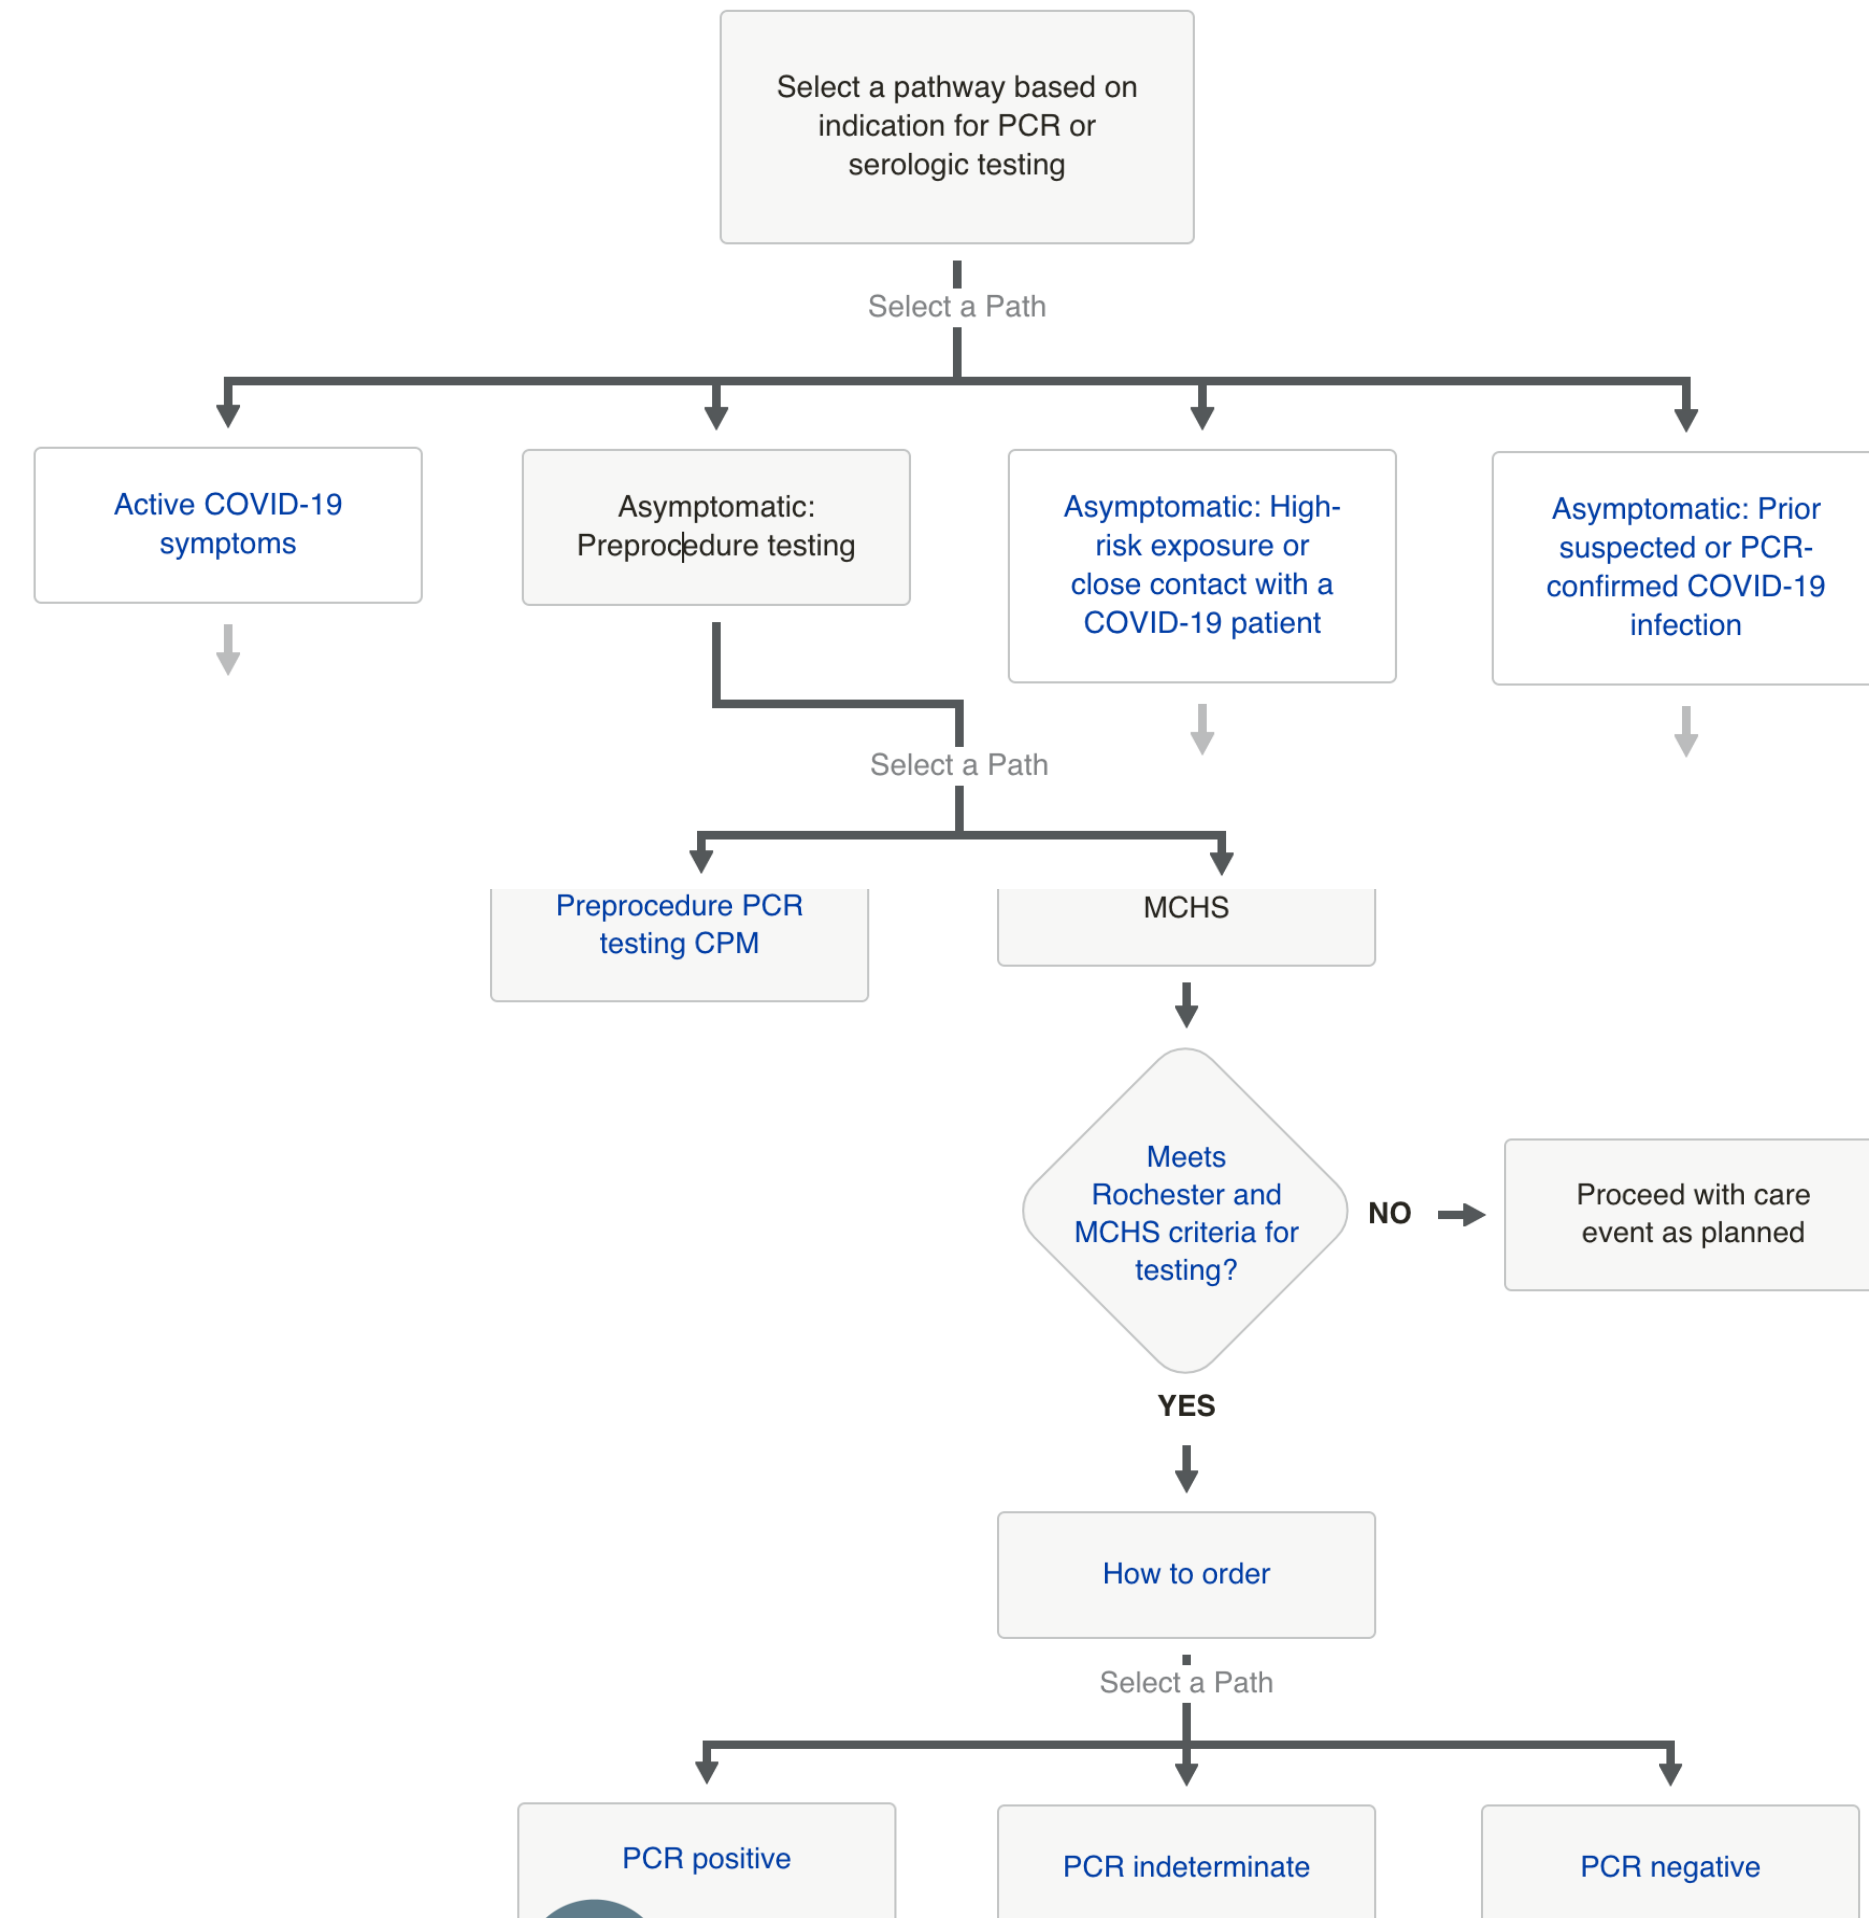 Select a pathway based on
indication for PCR or
serologic testing
Select a Path
Active COVID-19
symptoms
Asymptomatic:
Preprocedure testing
Asymptomatic: High-
risk exposure or
close contact with a
COVID-19 patient
Asymptomatic: Prior
suspected or PCR-
confirmed COVID-19
infection
Select a Path
Preprocedure PCR
testing CPM
MCHS
Meets
Rochester and
MCHS criteria for
testing?
NO
Proceed with care
event as planned
YES
How to order
Select a Path
PCR positive
PCR indeterminate
PCR negative